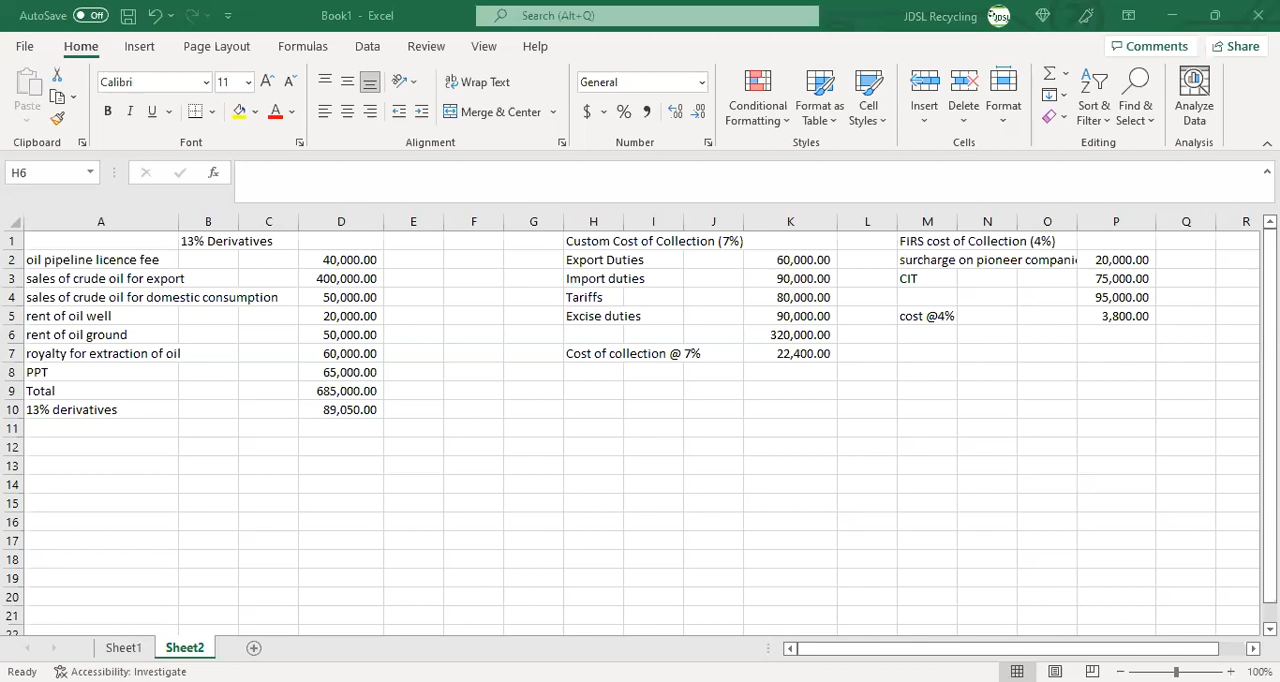 AutoSave Off Book1 - Excel Search (Alt+Q) JDSL Recycling
File Home Insert Page Layout Formulas Data Review View Help Comments Share
Paste
Calibri 11
B I U
Wrap Text
Merge & Center
General
$ % ,
Conditional Formatting
Format as Table
Cell Styles
Insert Delete Format
Sort & Filter
Find & Select
Analyze Data
Clipboard Font Alignment Number Styles Cells Editing Analysis
H6 fx
A B C D E F G H I J K L M N O P Q R
1 13% Derivatives Custom Cost of Collection (7%) FIRS cost of Collection (4%)
2 oil pipeline licence fee 40,000.00 Export Duties 60,000.00 surcharge on pioneer companie 20,000.00
3 sales of crude oil for export 400,000.00 Import duties 90,000.00 CIT 75,000.00
4 sales of crude oil for domestic consumption 50,000.00 Tariffs 80,000.00 95,000.00
5 rent of oil well 20,000.00 Excise duties 90,000.00 cost @4% 3,800.00
6 rent of oil ground 50,000.00 320,000.00
7 royalty for extraction of oil 60,000.00 Cost of collection @ 7% 22,400.00
8 PPT 65,000.00
9 Total 685,000.00
10 13% derivatives 89,050.00
11
12
13
14
15
16
17
18
19
20
21
22
Sheet1 Sheet2
Ready Accessibility: Investigate 100%